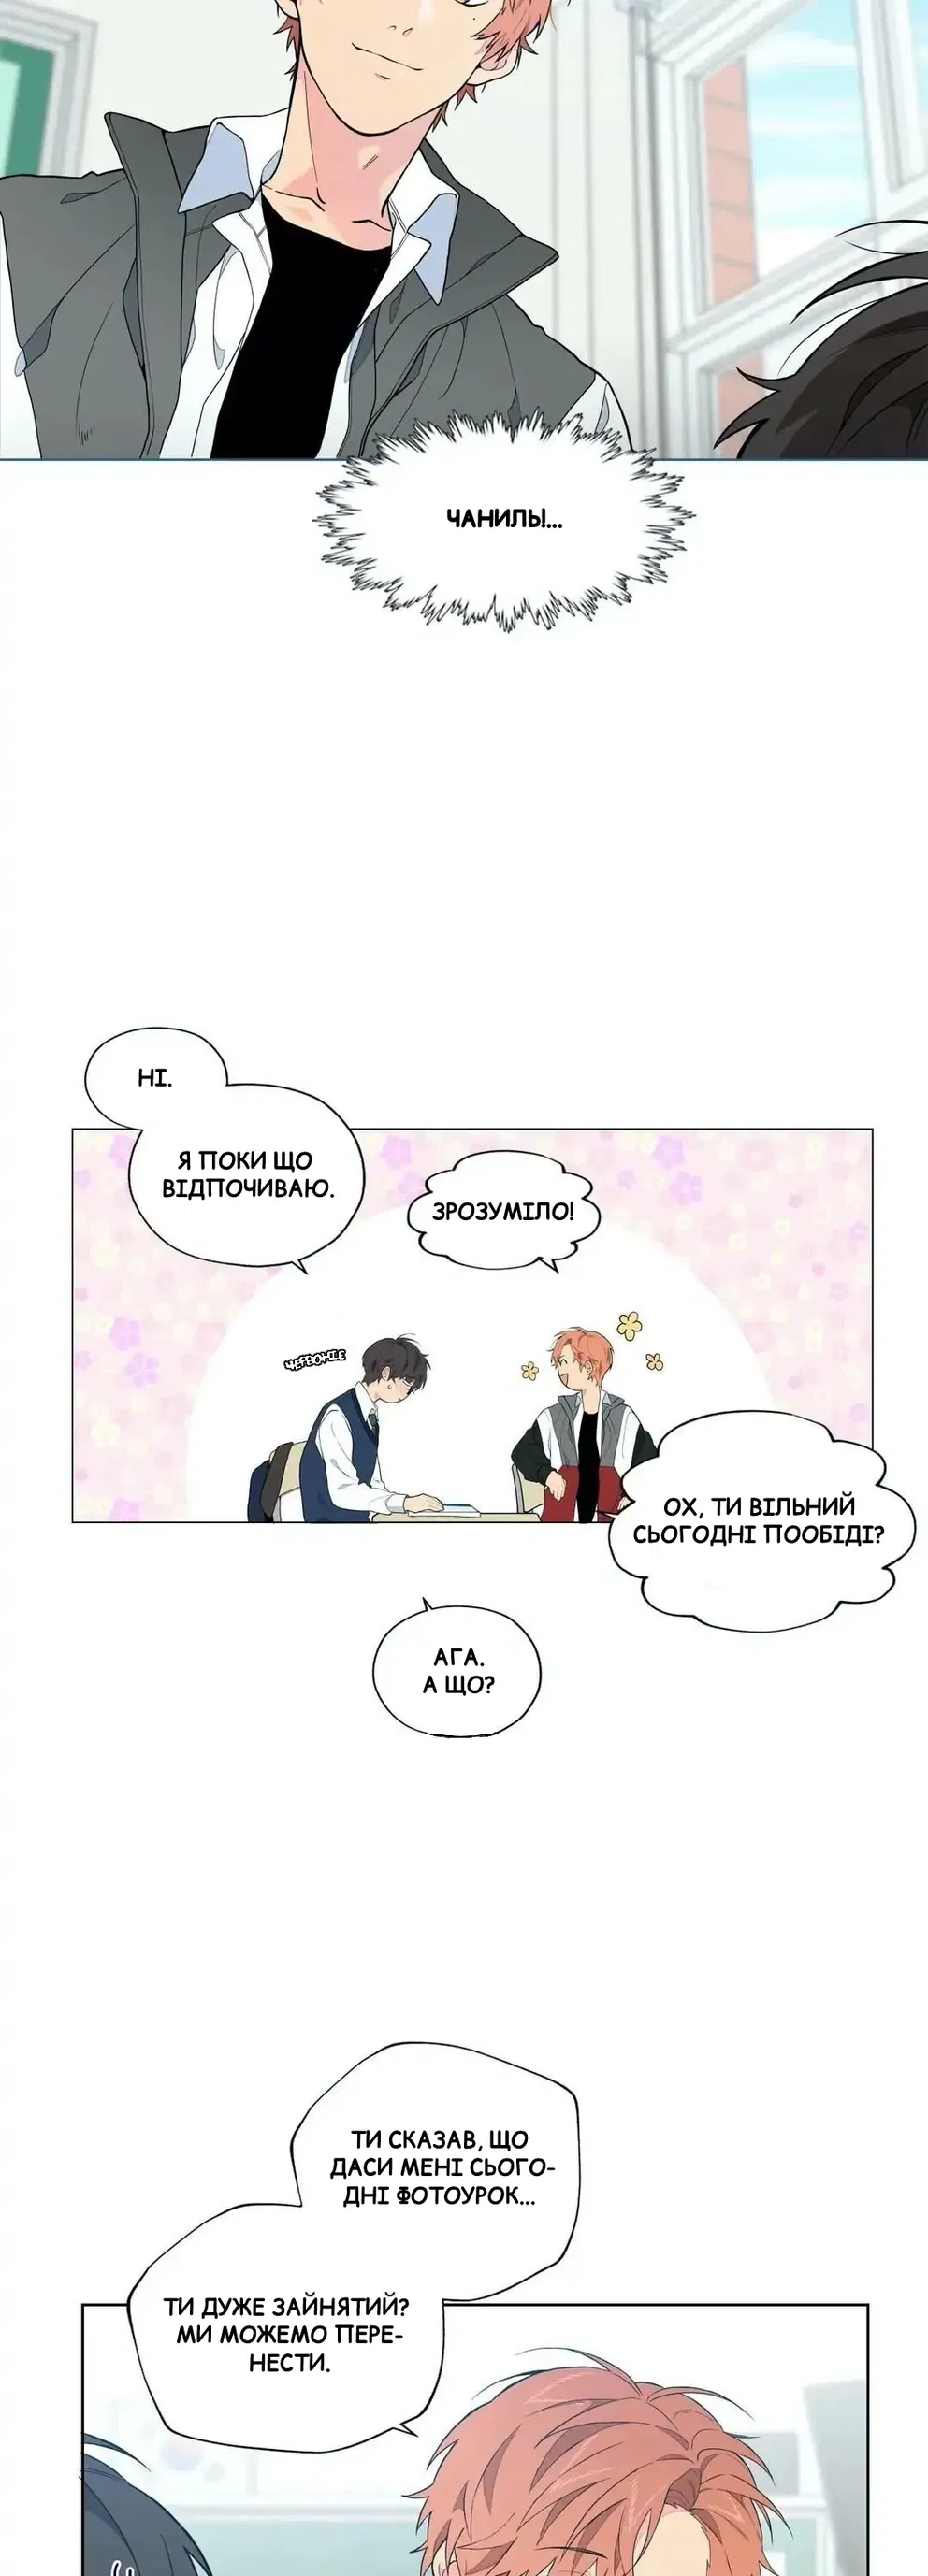 ЧАНИЛЬ!...
НІ.
Я ПОКИ ЩО
ВІДПОЧИВАЮ.
ЗРОЗУМІЛО!
ЧЕРВОНІЄ
ОХ, ТИ ВІЛЬНИЙ
СЬОГОДНІ ПООБІДІ?
АГА.
А ЩО?
ТИ СКАЗАВ, ЩО
ДАСИ МЕНІ СЬОГО-
ДНІ ФОТОУРОК...
ТИ ДУЖЕ ЗАЙНЯТИЙ?
МИ МОЖЕМО ПЕРЕ-
НЕСТИ.